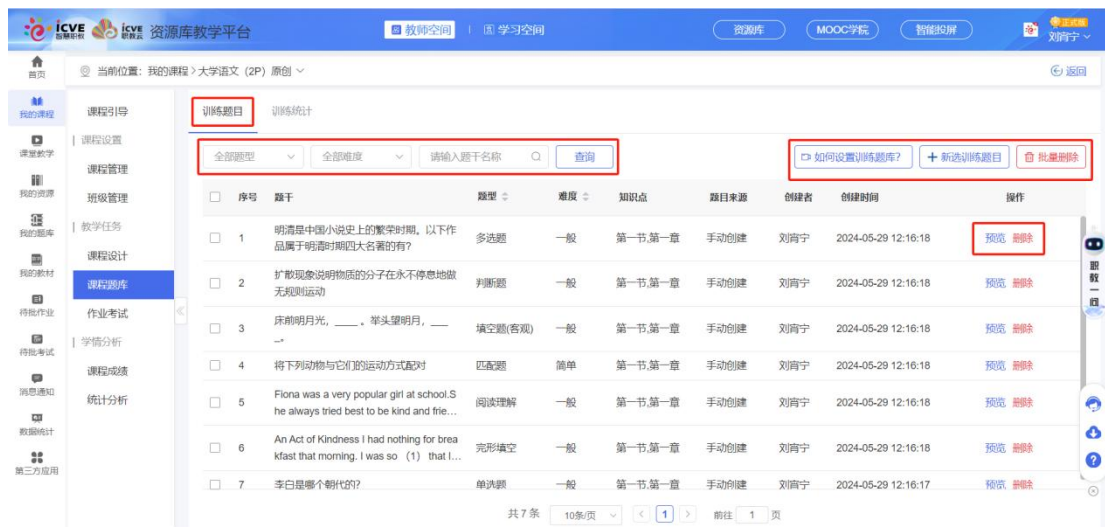 icve 智慧职教 icve 职教云 资源库教学平台 教师空间 学习空间 资源库 MOOC学院 智能投屏 正式版 刘宵宁
首页 当前位置：我的课程 > 大学语文（2P）原创 返回
我的课程
课堂教学
我的资源
我的题库
我的教材
待批作业
待批考试
消息通知
数据统计
第三方应用
课程引导
课程设置
课程管理
班级管理
教学任务
课程设计
课程题库
作业考试
学情分析
课程成绩
统计分析
训练题目 训练统计
全部题型 全部难度 请输入题干名称 查询 如何设置训练题库? + 新选训练题目 批量删除
序号 题干 题型 难度 知识点 题目来源 创建者 创建时间 操作
1 明清是中国小说史上的繁荣时期。以下作 多选题 一般 第一节,第一章 手动创建 刘宵宁 2024-05-29 12:16:18 预览 删除
品属于明清时期四大名著的有?
2 扩散现象说明物质的分子在永不停息地做 判断题 一般 第一节,第一章 手动创建 刘宵宁 2024-05-29 12:16:18 预览 删除
无规则运动
3 床前明月光，____ 。举头望明月，___ 填空题(客观) 一般 第一节,第一章 手动创建 刘宵宁 2024-05-29 12:16:18 预览 删除
_。
4 将下列动物与它们的运动方式配对 匹配题 简单 第一节,第一章 手动创建 刘宵宁 2024-05-29 12:16:18 预览 删除
5 Fiona was a very popular girl at school.S 阅读理解 一般 第一节,第一章 手动创建 刘宵宁 2024-05-29 12:16:18 预览 删除
he always tried best to be kind and frie…
6 An Act of Kindness I had nothing for brea 完形填空 一般 第一节,第一章 手动创建 刘宵宁 2024-05-29 12:16:18 预览 删除
kfast that morning. I was so （1） that I…
7 李白是哪个朝代的? 单选题 一般 第一节,第一章 手动创建 刘宵宁 2024-05-29 12:16:17 预览 删除
共 7 条 10条/页 1 前往 1 页
职教一问